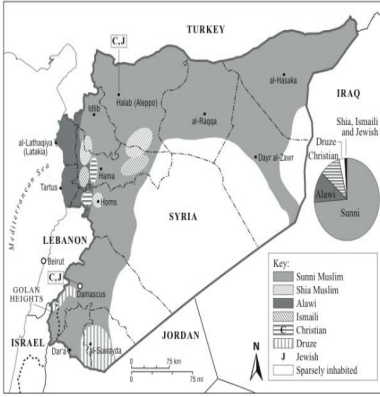 TURKEY
C,J
al-Hasaka
Halab (Aleppo)
Idlib
al-Raqqa
IRAQ
Shia, Ismaili
and Jewish
Druze
Christian
al-Lathaqiya
(Latakia)
Dayr al-Zawr
Hama
Alawi
Sunni
Tartus
Mediterranean Sea
Homs
SYRIA
LEBANON
Beirut
C,J
Damascus
GOLAN
HEIGHTS
ISRAEL
Dar'a
al-Suwayda
JORDAN
N
0 75 km
0 75 mi
Key:
Sunni Muslim
Shia Muslim
Alawi
Ismaili
C Christian
Druze
J Jewish
Sparsely inhabited